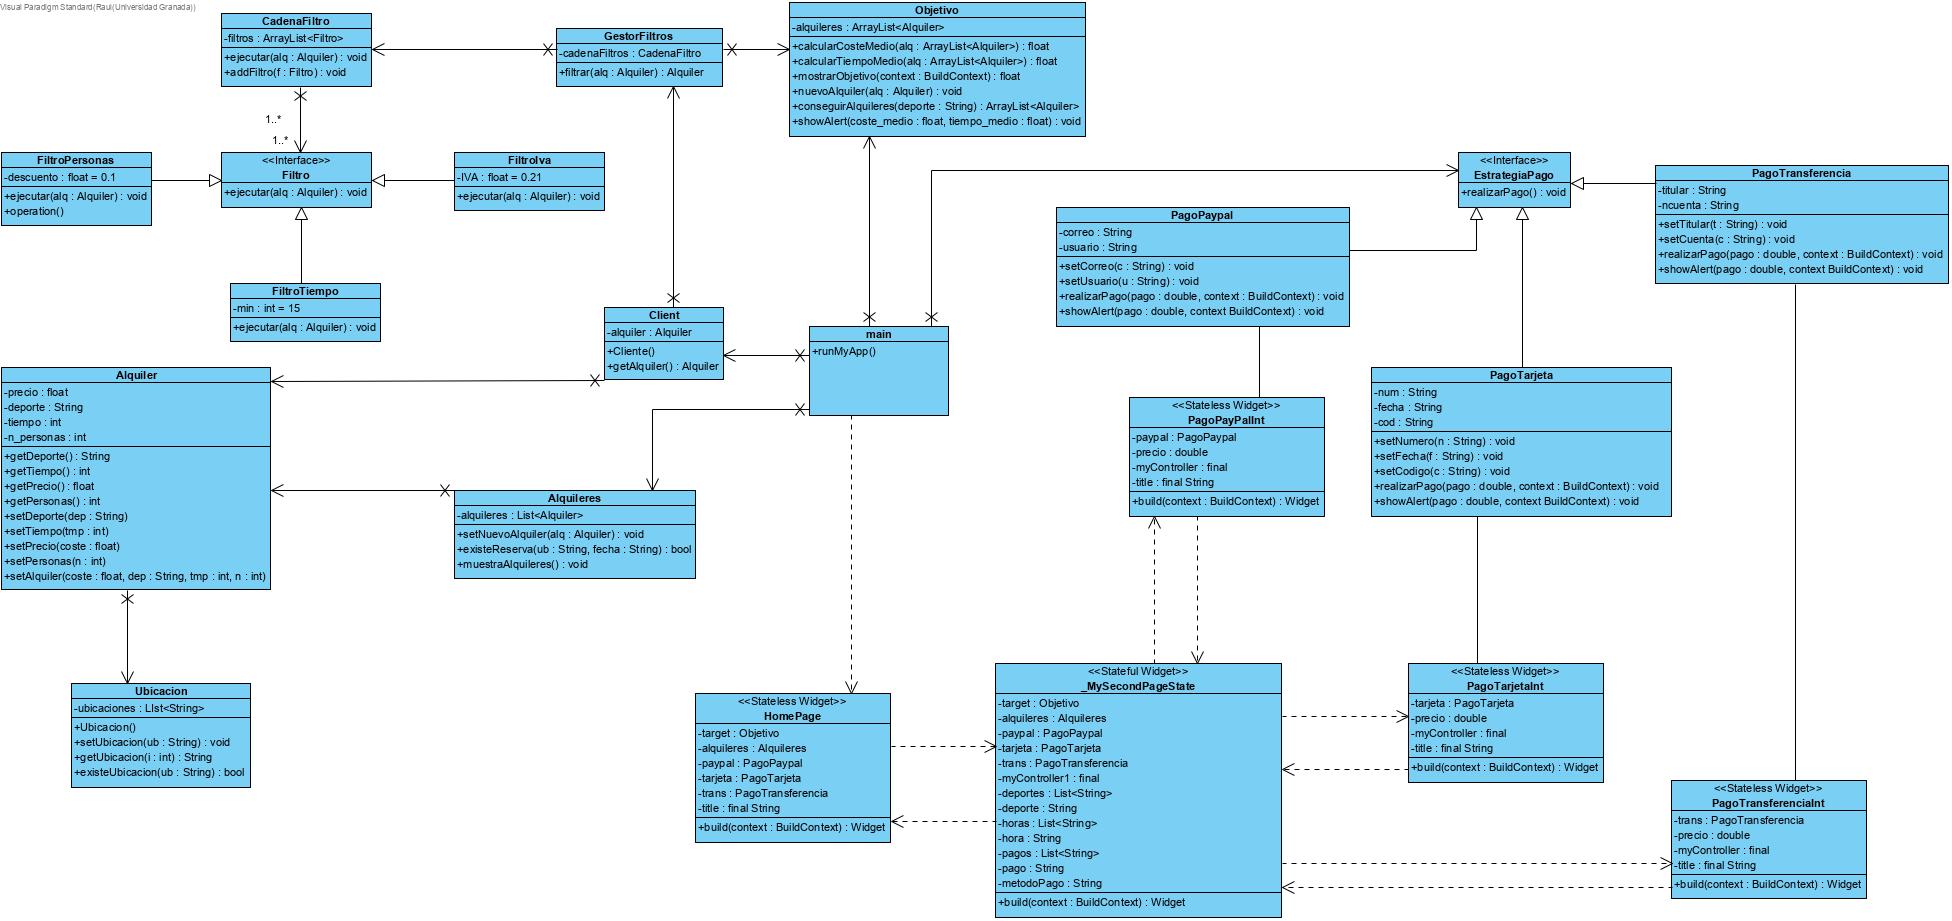 Visual Paradigm Standard(Raul(Universidad Granada))
CadenaFiltro
-filtros : ArrayList<Filtro>
+ejecutar(alq : Alquiler) : void
+addFiltro(f : Filtro) : void
GestorFiltros
-cadenaFiltros : CadenaFiltro
+filtrar(alq : Alquiler) : Alquiler
Objetivo
-alquileres : ArrayList<Alquiler>
+calcularCosteMedio(alq : ArrayList<Alquiler>) : float
+calcularTiempoMedio(alq : ArrayList<Alquiler>) : float
+mostrarObjetivo(context : BuildContext) : float
+nuevoAlquiler(alq : Alquiler) : void
+conseguirAlquileres(deporte : String) : ArrayList<Alquiler>
+showAlert(coste_medio : float, tiempo_medio : float) : void
1..*
1..*
FiltroPersonas
-descuento : float = 0.1
+ejecutar(alq : Alquiler) : void
+operation()
<<Interface>>
Filtro
+ejecutar(alq : Alquiler) : void
FiltroIva
-IVA : float = 0.21
+ejecutar(alq : Alquiler) : void
FiltroTiempo
-min : int = 15
+ejecutar(alq : Alquiler) : void
<<Interface>>
EstrategiaPago
+realizarPago() : void
PagoTransferencia
-titular : String
-ncuenta : String
+setTitular(t : String) : void
+setCuenta(c : String) : void
+realizarPago(pago : double, context : BuildContext) : void
+showAlert(pago : double, context BuildContext) : void
PagoPaypal
-correo : String
-usuario : String
+setCorreo(c : String) : void
+setUsuario(u : String) : void
+realizarPago(pago : double, context : BuildContext) : void
+showAlert(pago : double, context BuildContext) : void
Client
-alquiler : Alquiler
+Cliente()
+getAlquiler() : Alquiler
main
+runMyApp()
Alquiler
-precio : float
-deporte : String
-tiempo : int
-n_personas : int
+getDeporte() : String
+getTiempo() : int
+getPrecio() : float
+getPersonas() : int
+setDeporte(dep : String)
+setTiempo(tmp : int)
+setPrecio(coste : float)
+setPersonas(n : int)
+setAlquiler(coste : float, dep : String, tmp : int, n : int)
Alquileres
-alquileres : List<Alquiler>
+setNuevoAlquiler(alq : Alquiler) : void
+existeReserva(ub : String, fecha : String) : bool
+muestraAlquileres() : void
<<Stateless Widget>>
PagoPayPalInt
-paypal : PagoPaypal
-precio : double
-myController : final
-title : final String
+build(context : BuildContext) : Widget
PagoTarjeta
-num : String
-fecha : String
-cod : String
+setNumero(n : String) : void
+setFecha(f : String) : void
+setCodigo(c : String) : void
+realizarPago(pago : double, context : BuildContext) : void
+showAlert(pago : double, context BuildContext) : void
Ubicacion
-ubicaciones : LIst<String>
+Ubicacion()
+setUbicacion(ub : String) : void
+getUbicacion(i : int) : String
+existeUbicacion(ub : String) : bool
<<Stateless Widget>>
HomePage
-target : Objetivo
-alquileres : Alquileres
-paypal : PagoPaypal
-tarjeta : PagoTarjeta
-trans : PagoTransferencia
-title : final String
+build(context : BuildContext) : Widget
<<Stateful Widget>>
_MySecondPageState
-target : Objetivo
-alquileres : Alquileres
-paypal : PagoPaypal
-tarjeta : PagoTarjeta
-trans : PagoTransferencia
-myController1 : final
-deportes : List<String>
-deporte : String
-horas : List<String>
-hora : String
-pagos : List<String>
-pago : String
-metodoPago : String
+build(context : BuildContext) : Widget
<<Stateless Widget>>
PagoTarjetaInt
-tarjeta : PagoTarjeta
-precio : double
-myController : final
-title : final String
+build(context : BuildContext) : Widget
<<Stateless Widget>>
PagoTransferenciaInt
-trans : PagoTransferencia
-precio : double
-myController : final
-title : final String
+build(context : BuildContext) : Widget